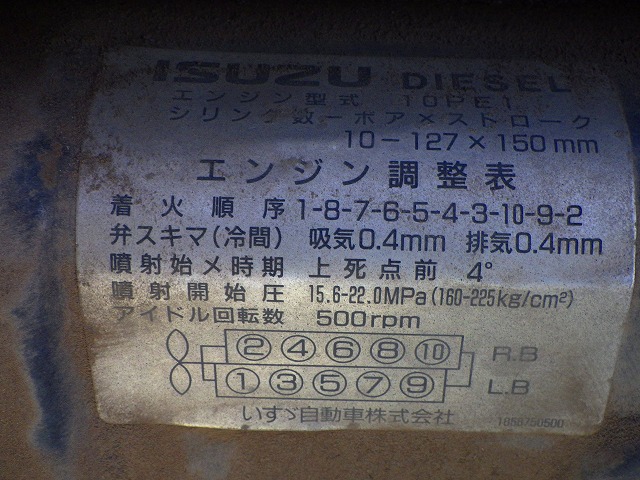 ISUZU DIESEL
エンジン型式 10PE1
シリンダ数ーボア×ストローク
10-127×150mm
エンジン調整表
着火順序 1-8-7-6-5-4-3-10-9-2
弁スキマ(冷間) 吸気0.4mm 排気0.4mm
噴射始メ時期 上死点前 4°
噴射開始圧 15.6-22.0MPa(160-225kg/cm²)
アイドル回転数 500rpm
②④⑥⑧⑩ R.B
①③⑤⑦⑨ L.B
いすゞ自動車株式会社
1858750500